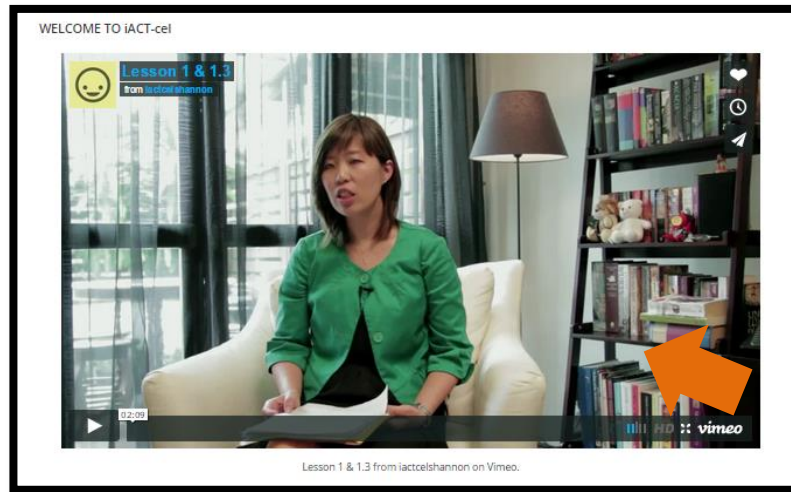 WELCOME TO iACT-cel
Lesson 1 & 1.3
from iactcelshannon
02:09
HD vimeo
Lesson 1 & 1.3 from iactcelshannon on Vimeo.